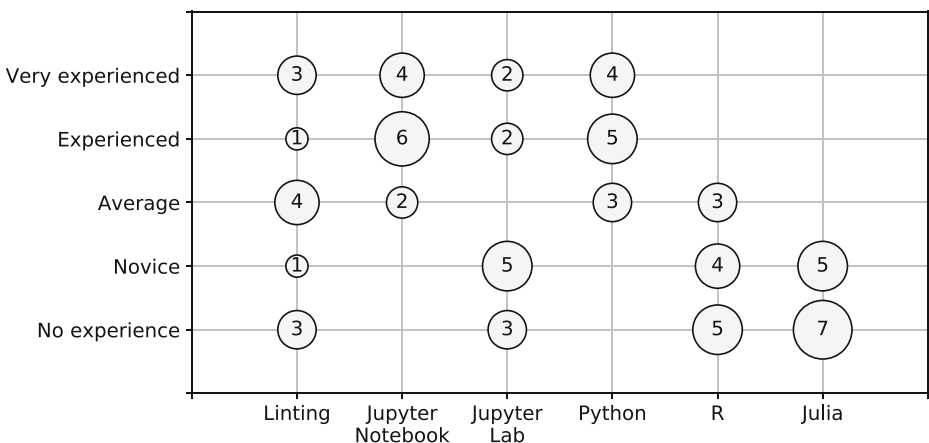 Very experienced 3 4 2 4
Experienced 1 6 2 5
Average 4 2 3 3
Novice 1 5 4 5
No experience 3 3 5 7
Linting Jupyter Jupyter Python R Julia
Notebook Lab